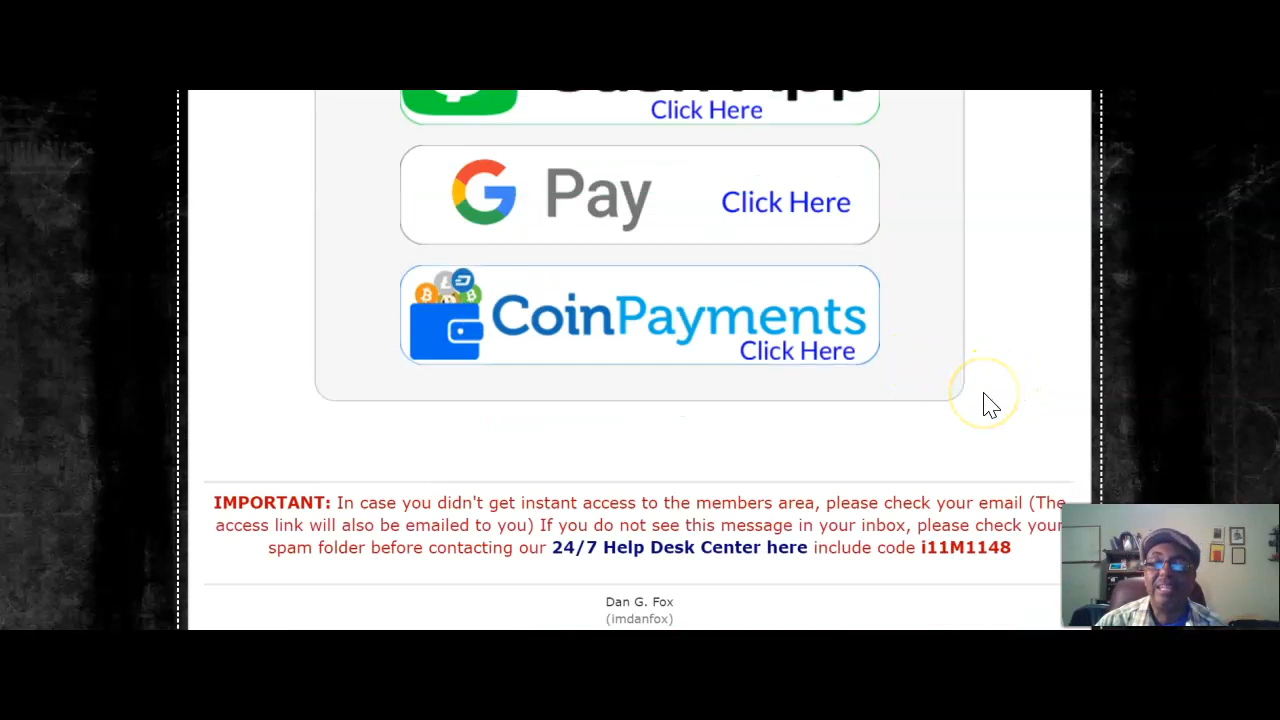 Cash App
Click Here
G Pay
Click Here
CoinPayments
Click Here
IMPORTANT: In case you didn't get instant access to the members area, please check your email (The
access link will also be emailed to you) If you do not see this message in your inbox, please check your
spam folder before contacting our 24/7 Help Desk Center here include code i11M1148
Dan G. Fox
(imdanfox)